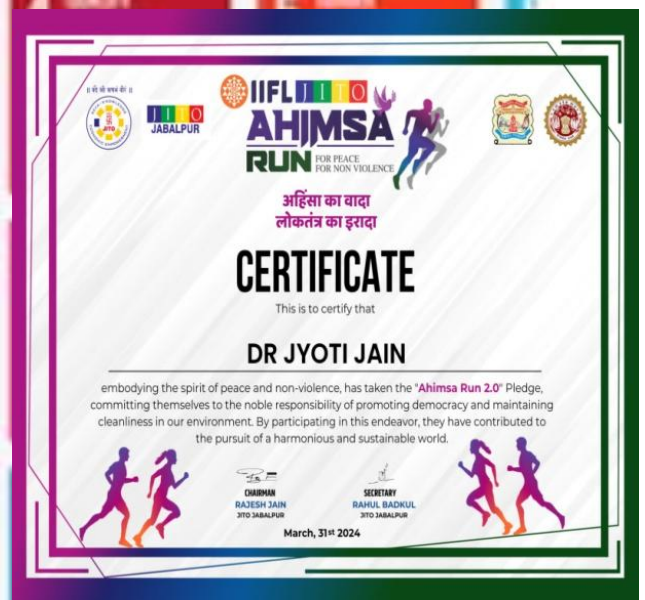 ॥ श्री जी धर्मं वीरं ॥
JITO
JITO
JABALPUR
IIFL JITO
AHIMSA
RUN FOR PEACE
FOR NON VIOLENCE
अहिंसा का वादा
लोकतंत्र का इरादा
CERTIFICATE
This is to certify that
DR JYOTI JAIN
embodying the spirit of peace and non-violence, has taken the "Ahimsa Run 2.0" Pledge,
committing themselves to the noble responsibility of promoting democracy and maintaining
cleanliness in our environment. By participating in this endeavor, they have contributed to
the pursuit of a harmonious and sustainable world.
CHAIRMAN
RAJESH JAIN
JITO JABALPUR
SECRETARY
RAHUL BADKUL
JITO JABALPUR
March, 31st 2024